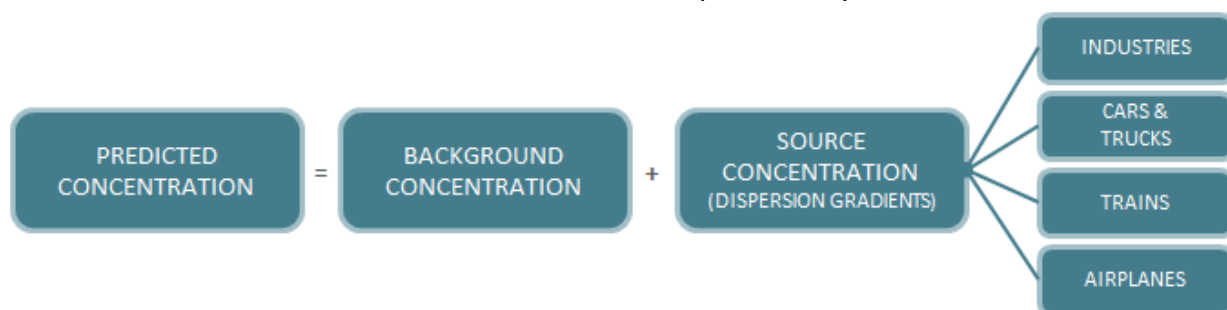 PREDICTED
CONCENTRATION
=
BACKGROUND
CONCENTRATION
+
SOURCE
CONCENTRATION
(DISPERSION GRADIENTS)
INDUSTRIES
CARS &
TRUCKS
TRAINS
AIRPLANES